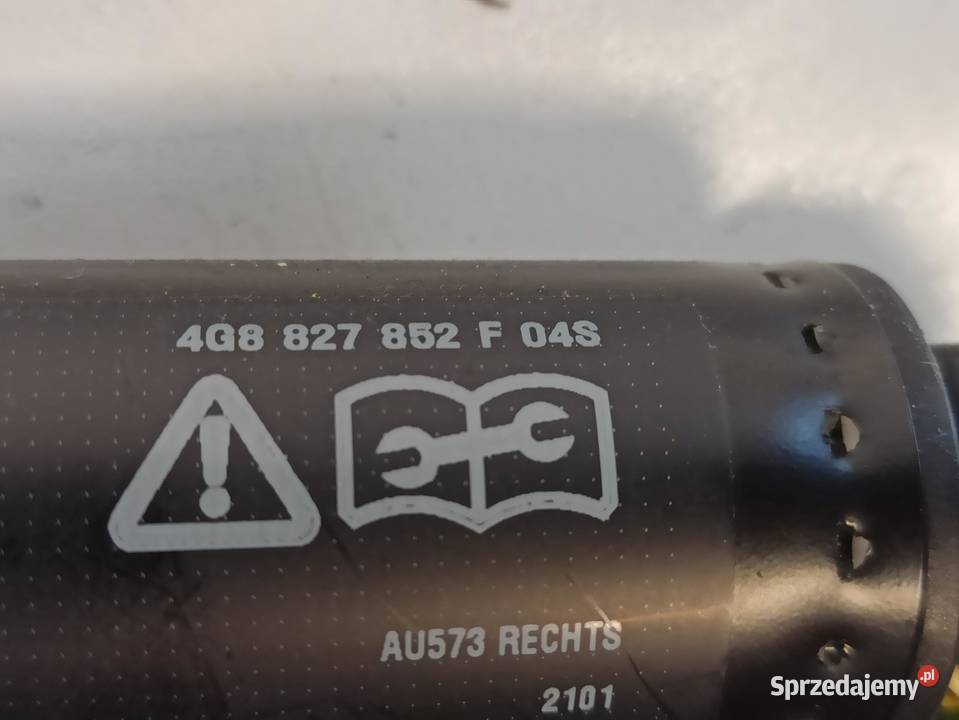 4G8 827 852 F 04S
AU573 RECHTS
2101
Sprzedajemy.pl